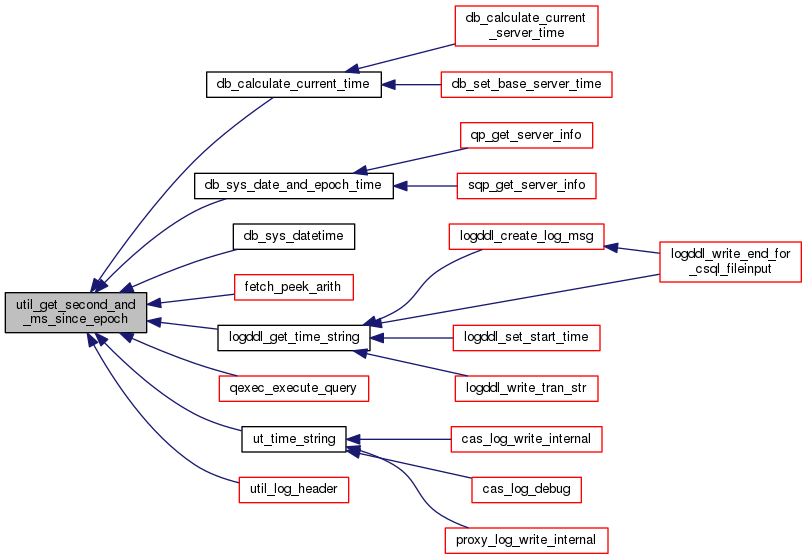 db_calculate_current
_server_time
db_calculate_current_time
db_set_base_server_time
qp_get_server_info
db_sys_date_and_epoch_time
sqp_get_server_info
db_sys_datetime
logddl_create_log_msg
logddl_write_end_for
_csql_fileinput
fetch_peek_arith
util_get_second_and
_ms_since_epoch
logddl_get_time_string
logddl_set_start_time
qexec_execute_query
logddl_write_tran_str
ut_time_string
cas_log_write_internal
util_log_header
cas_log_debug
proxy_log_write_internal